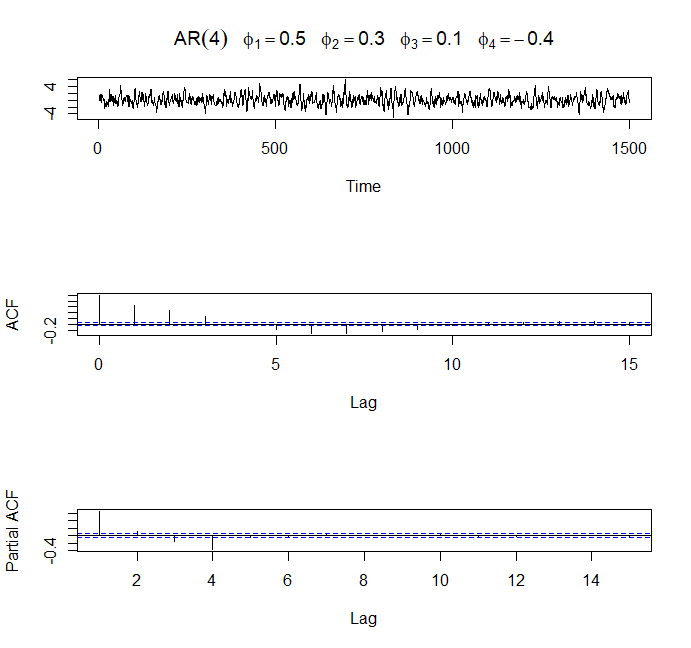 AR(4) ϕ₁ = 0.5 ϕ₂ = 0.3 ϕ₃ = 0.1 ϕ₄ = −0.4
4
-4
0 500 1000 1500
Time
ACF
-0.2
0 5 10 15
Lag
Partial ACF
-0.4
2 4 6 8 10 12 14
Lag